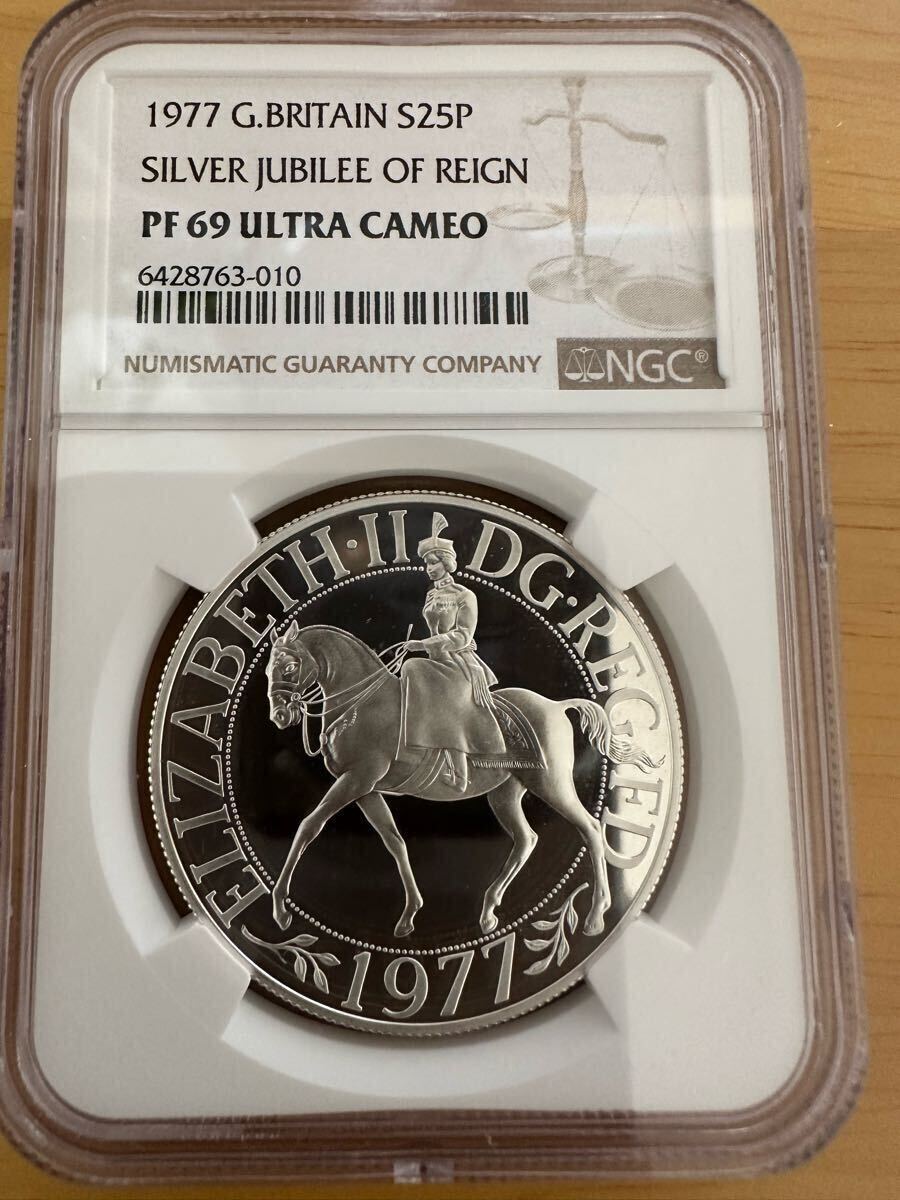 1977 G.BRITAIN S25P
SILVER JUBILEE OF REIGN
PF 69 ULTRA CAMEO
6428763-010
NUMISMATIC GUARANTY COMPANY NGC®
ELIZABETH·II DG·REG·FD
1977